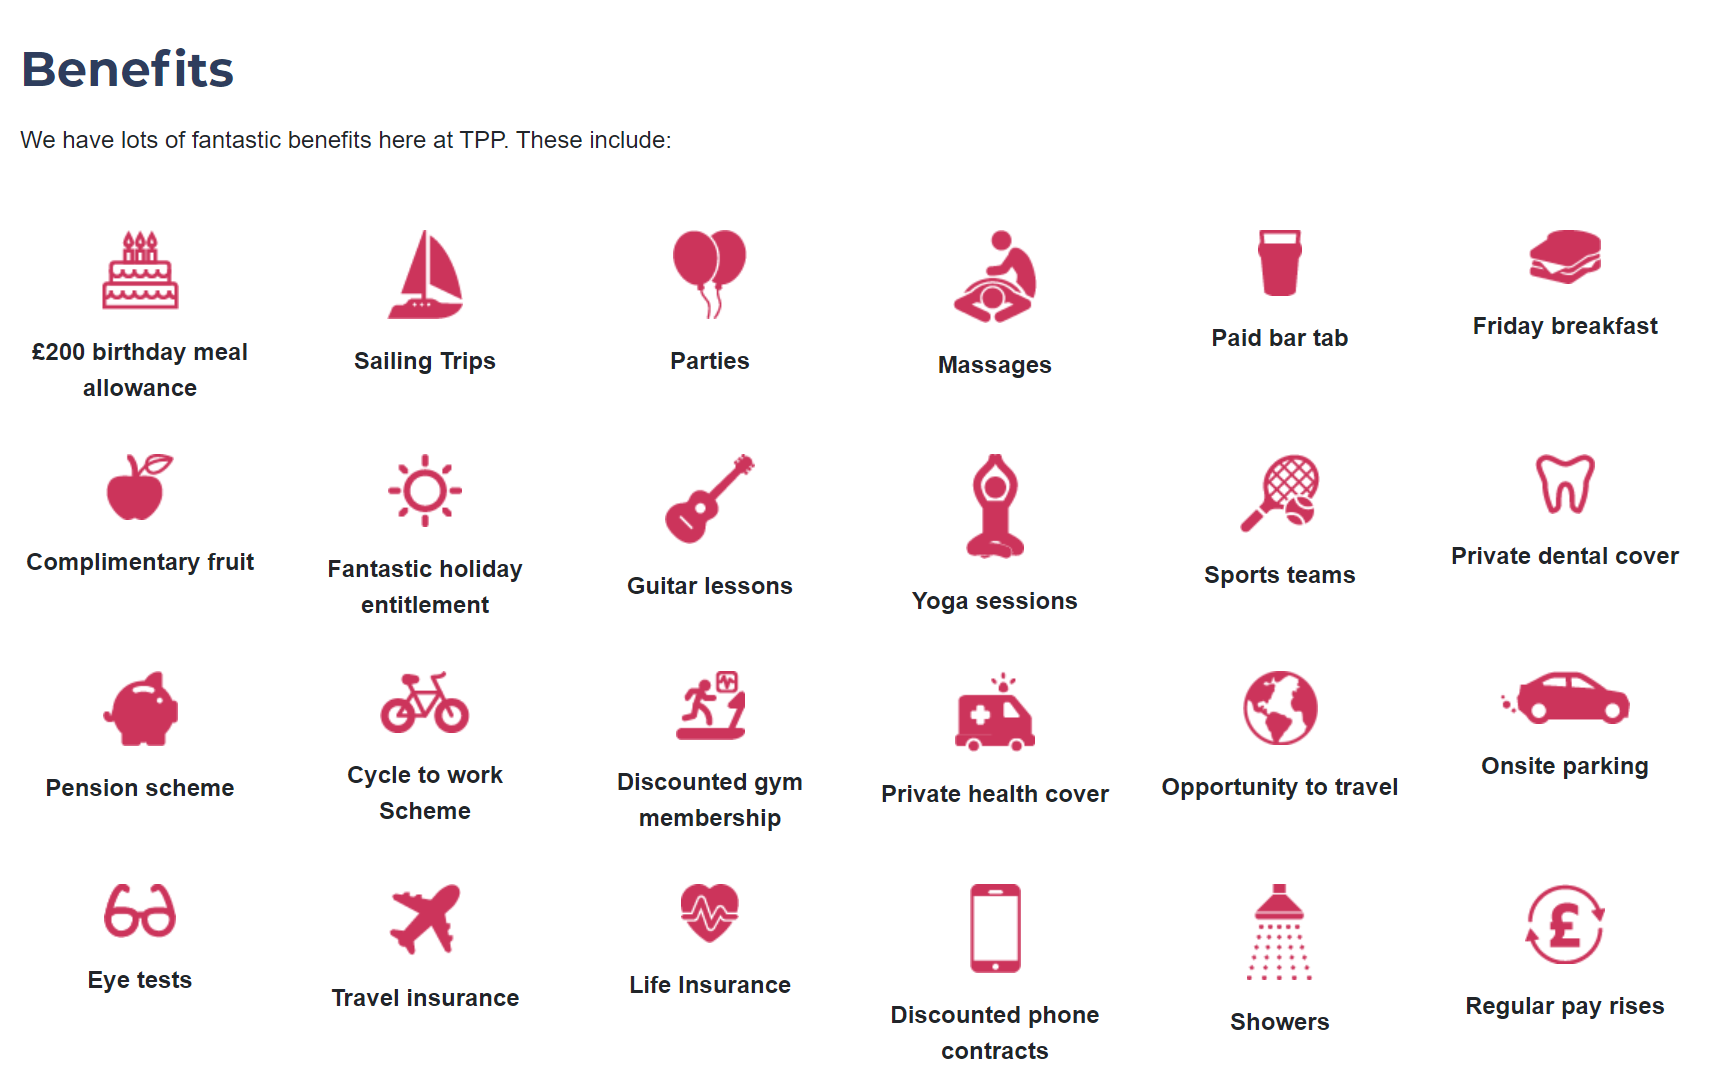 Benefits
We have lots of fantastic benefits here at TPP. These include:
£200 birthday meal
allowance
Sailing Trips
Parties
Massages
Paid bar tab
Friday breakfast
Complimentary fruit
Fantastic holiday
entitlement
Guitar lessons
Yoga sessions
Sports teams
Private dental cover
Pension scheme
Cycle to work
Scheme
Discounted gym
membership
Private health cover
Opportunity to travel
Onsite parking
Eye tests
Travel insurance
Life Insurance
Discounted phone
contracts
Showers
£
Regular pay rises